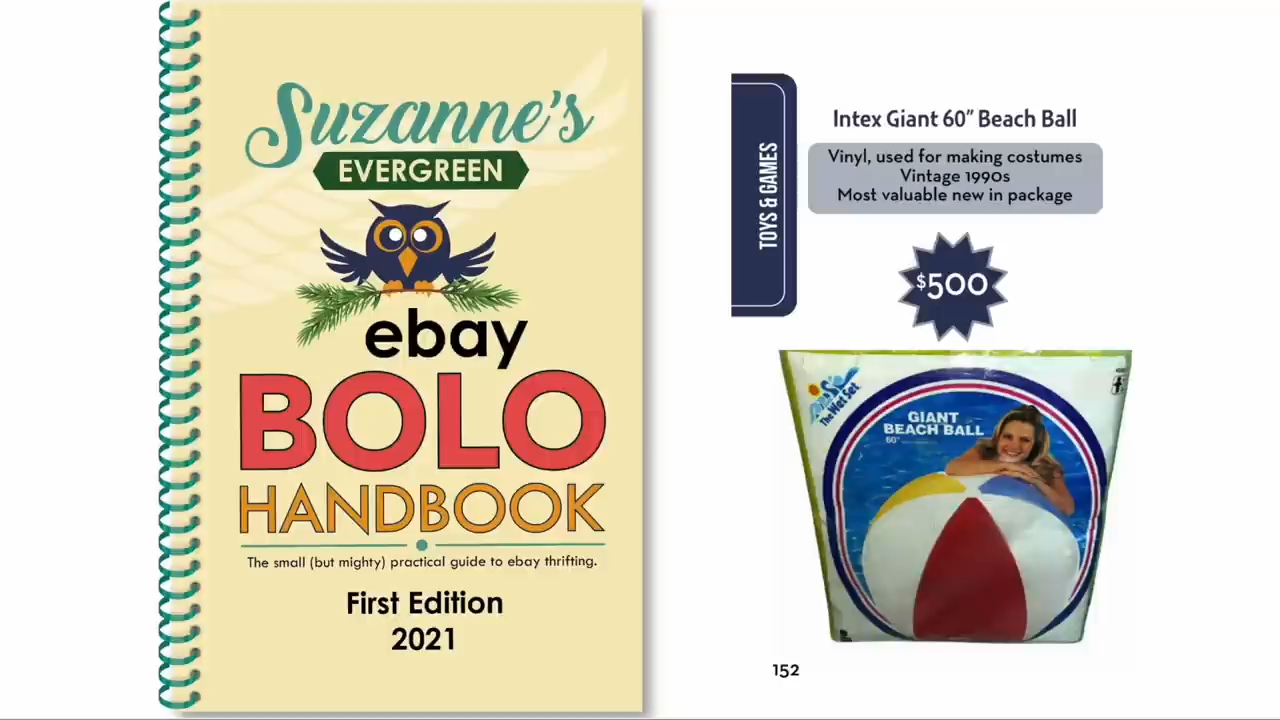 Suzanne's
EVERGREEN
ebay
BOLO
HANDBOOK
The small (but mighty) practical guide to ebay thrifting.
First Edition
2021
TOYS & GAMES
Intex Giant 60" Beach Ball
Vinyl, used for making costumes
Vintage 1990s
Most valuable new in package
$500
The Wet Set
GIANT
BEACH BALL
60"
152